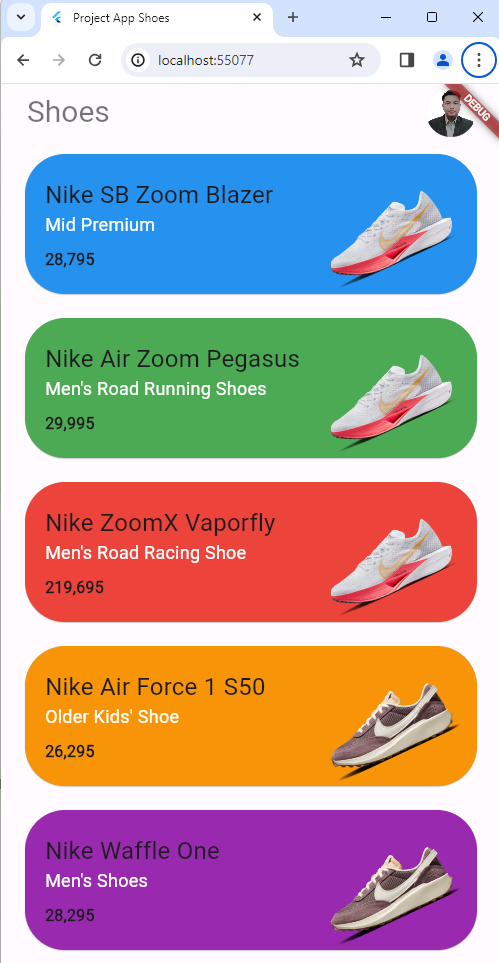 Project App Shoes
localhost:55077
Shoes
DEBUG
Nike SB Zoom Blazer
Mid Premium
28,795
Nike Air Zoom Pegasus
Men's Road Running Shoes
29,995
Nike ZoomX Vaporfly
Men's Road Racing Shoe
219,695
Nike Air Force 1 S50
Older Kids' Shoe
26,295
Nike Waffle One
Men's Shoes
28,295